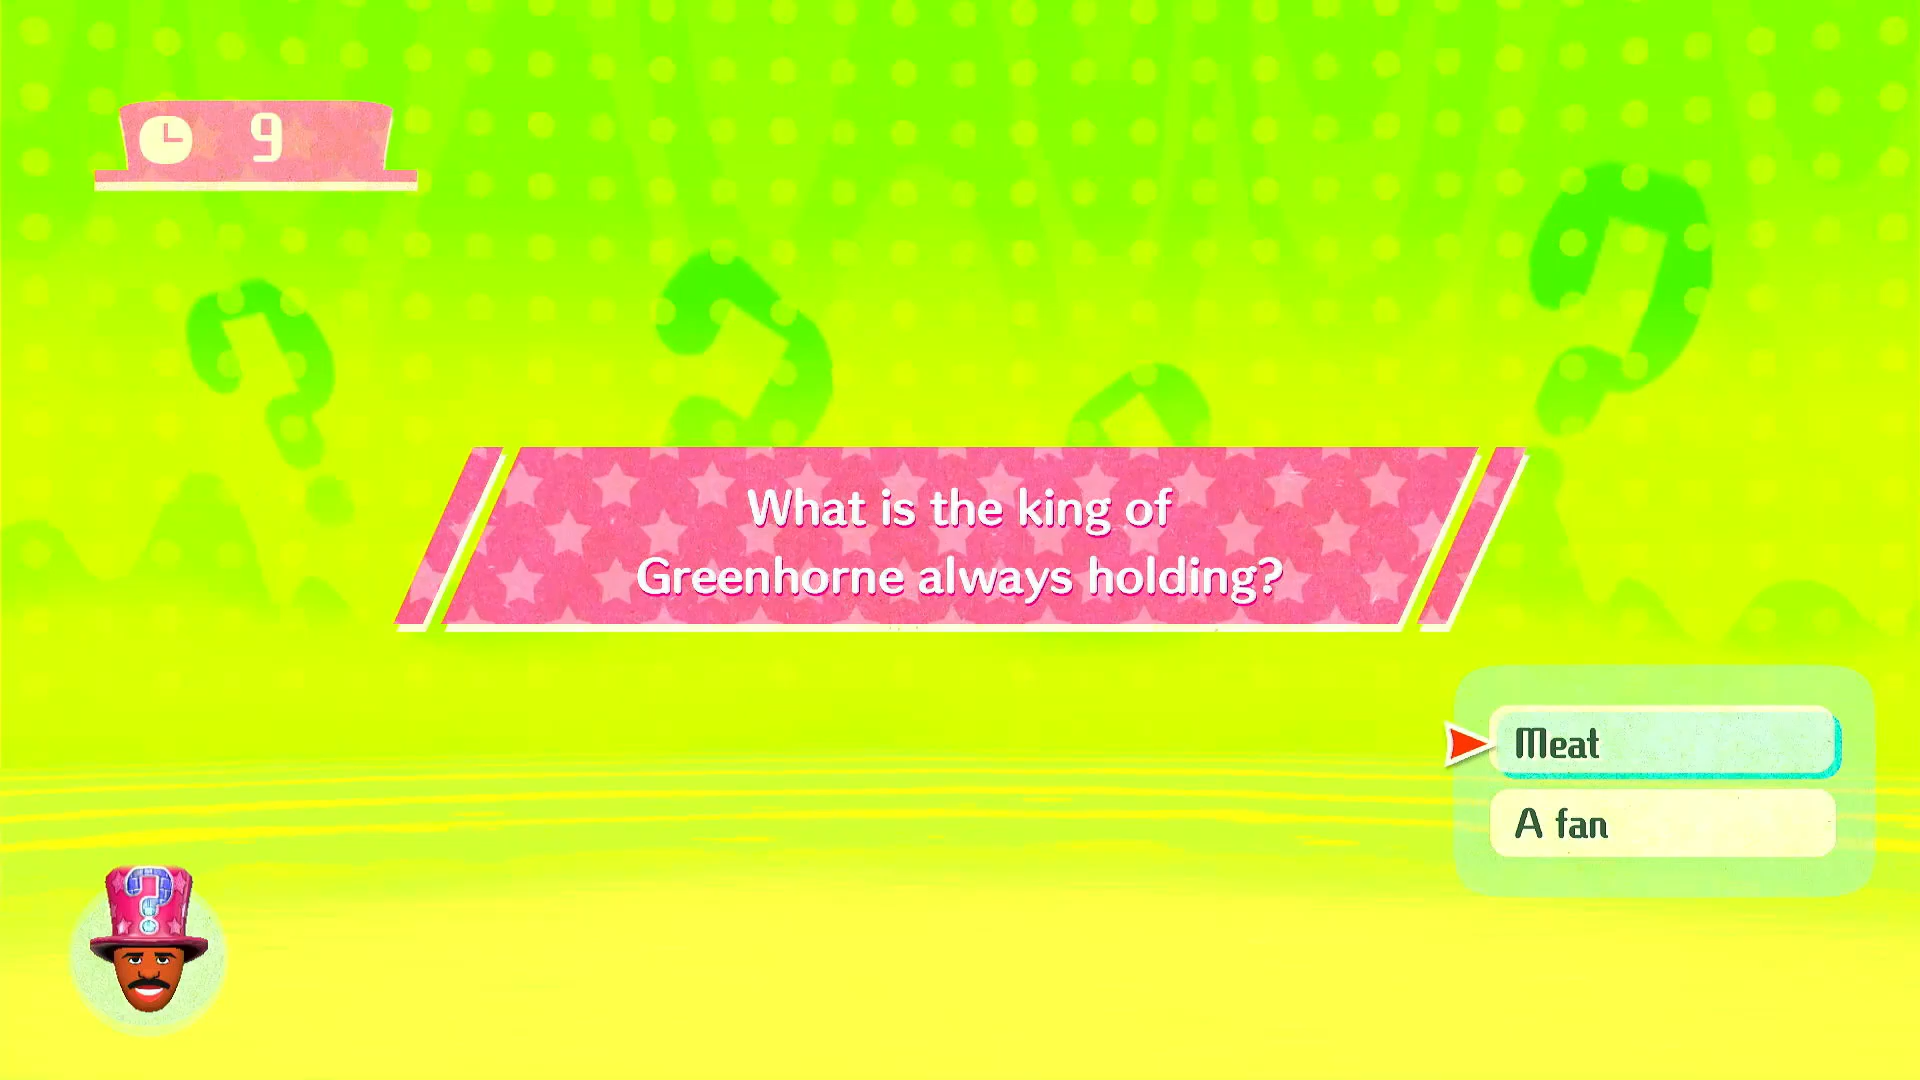 9
What is the king of
Greenhorne always holding?
Meat
A fan